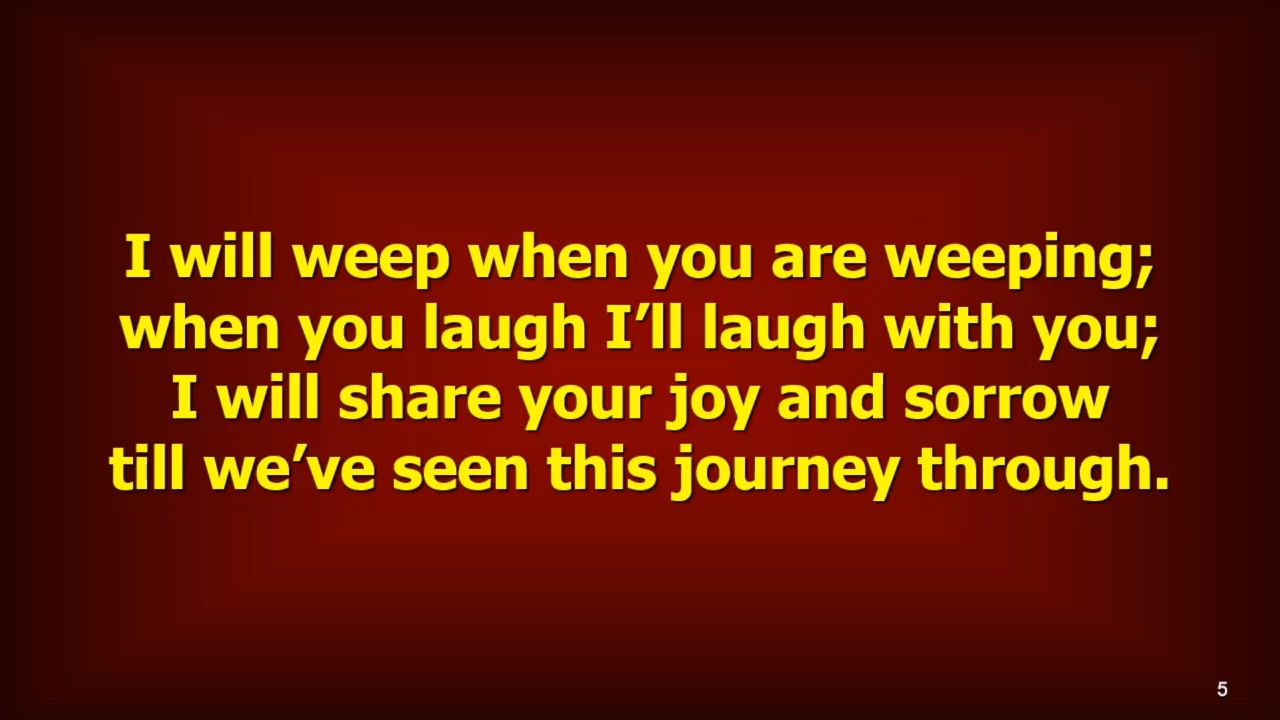 I will weep when you are weeping;
when you laugh I’ll laugh with you;
I will share your joy and sorrow
till we’ve seen this journey through.
5